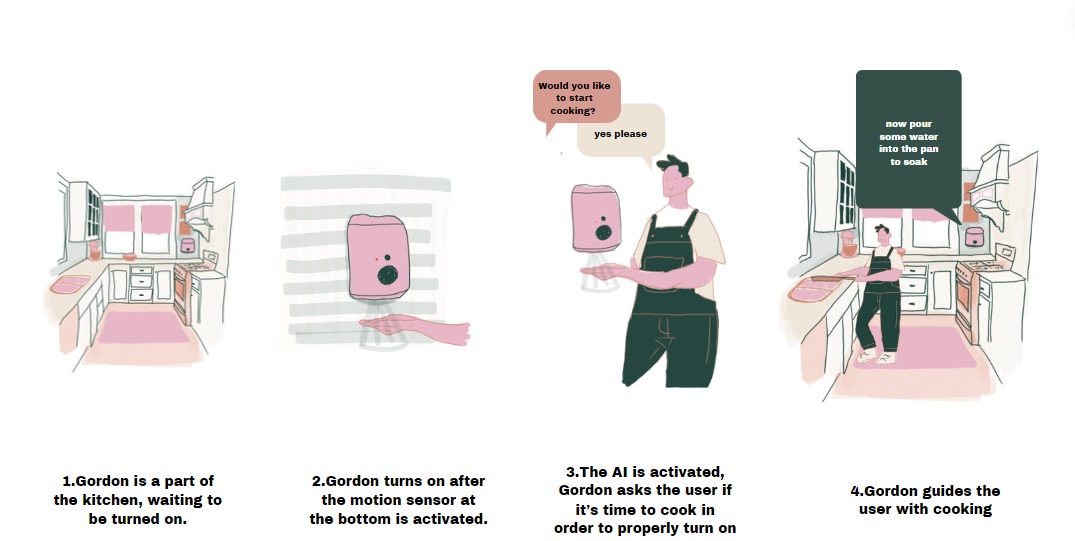 Would you like
to start
cooking?
yes please
now pour
some water
into the pan
to soak
1.Gordon is a part of
the kitchen, waiting to
be turned on.
2.Gordon turns on after
the motion sensor at
the bottom is activated.
3.The AI is activated,
Gordon asks the user if
it’s time to cook in
order to properly turn on
4.Gordon guides the
user with cooking